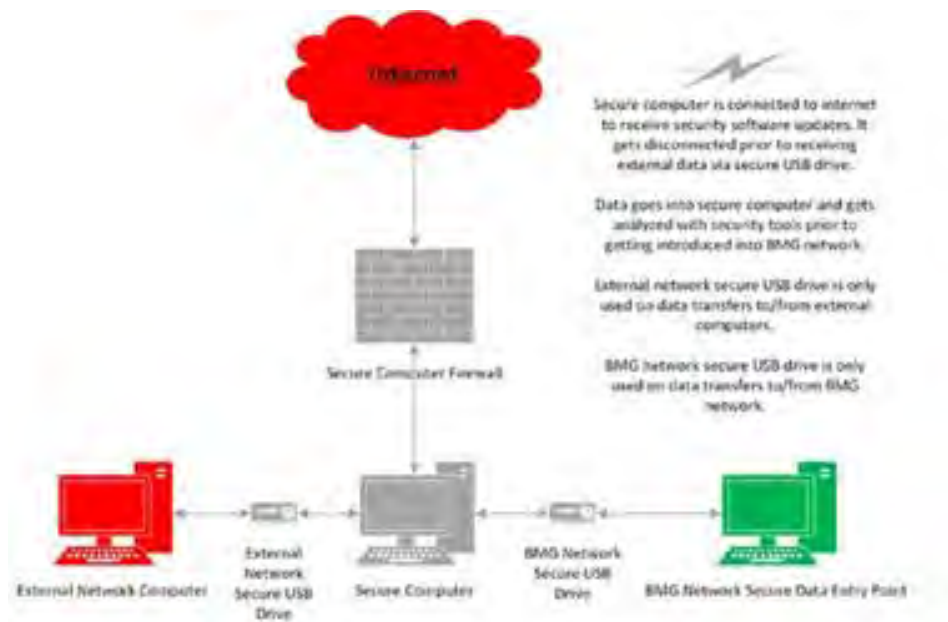 Internet
Secure computer is connected to internet
to receive security software updates. It
gets disconnected prior to receiving
external data via secure USB drive.
Data goes into secure computer and gets
analyzed with security tools prior to
getting introduced into BMG network.
External network secure USB drive is only
used on data transfers to/from external
computers.
BMG network secure USB drive is only
used on data transfers to/from BMG
network.
Secure Computer Firewall
External Network Computer
External
Network
Secure USB
Drive
Secure Computer
BMG Network
Secure USB
Drive
BMG Network Secure Data Entry Point